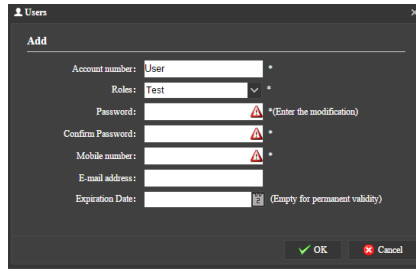 Users
Add
Account number: User *
Roles: Test *
Password: *(Enter the modification)
Confirm Password: *
Mobile number: *
E-mail address:
Expiration Date: (Empty for permanent validity)
OK Cancel